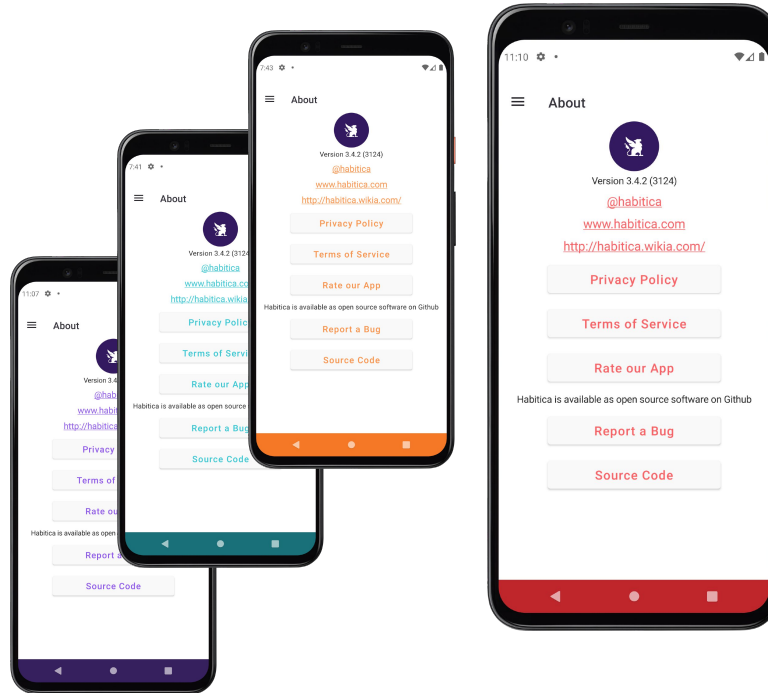 11:07
About
Version 3.4
@hab
www.habit
http://habitica
Privacy
Terms of
Rate ou
Habitica is available as open
Report a
Source Code
7:41
About
Version 3.4.2 (3124
@habitica
www.habitica.co
http://habitica.wikia
Privacy Polic
Terms of Servi
Rate our App
Habitica is available as open source
Report a Bug
Source Code
7:43
About
Version 3.4.2 (3124)
@habitica
www.habitica.com
http://habitica.wikia.com/
Privacy Policy
Terms of Service
Rate our App
Habitica is available as open source software on Github
Report a Bug
Source Code
11:10
About
Version 3.4.2 (3124)
@habitica
www.habitica.com
http://habitica.wikia.com/
Privacy Policy
Terms of Service
Rate our App
Habitica is available as open source software on Github
Report a Bug
Source Code